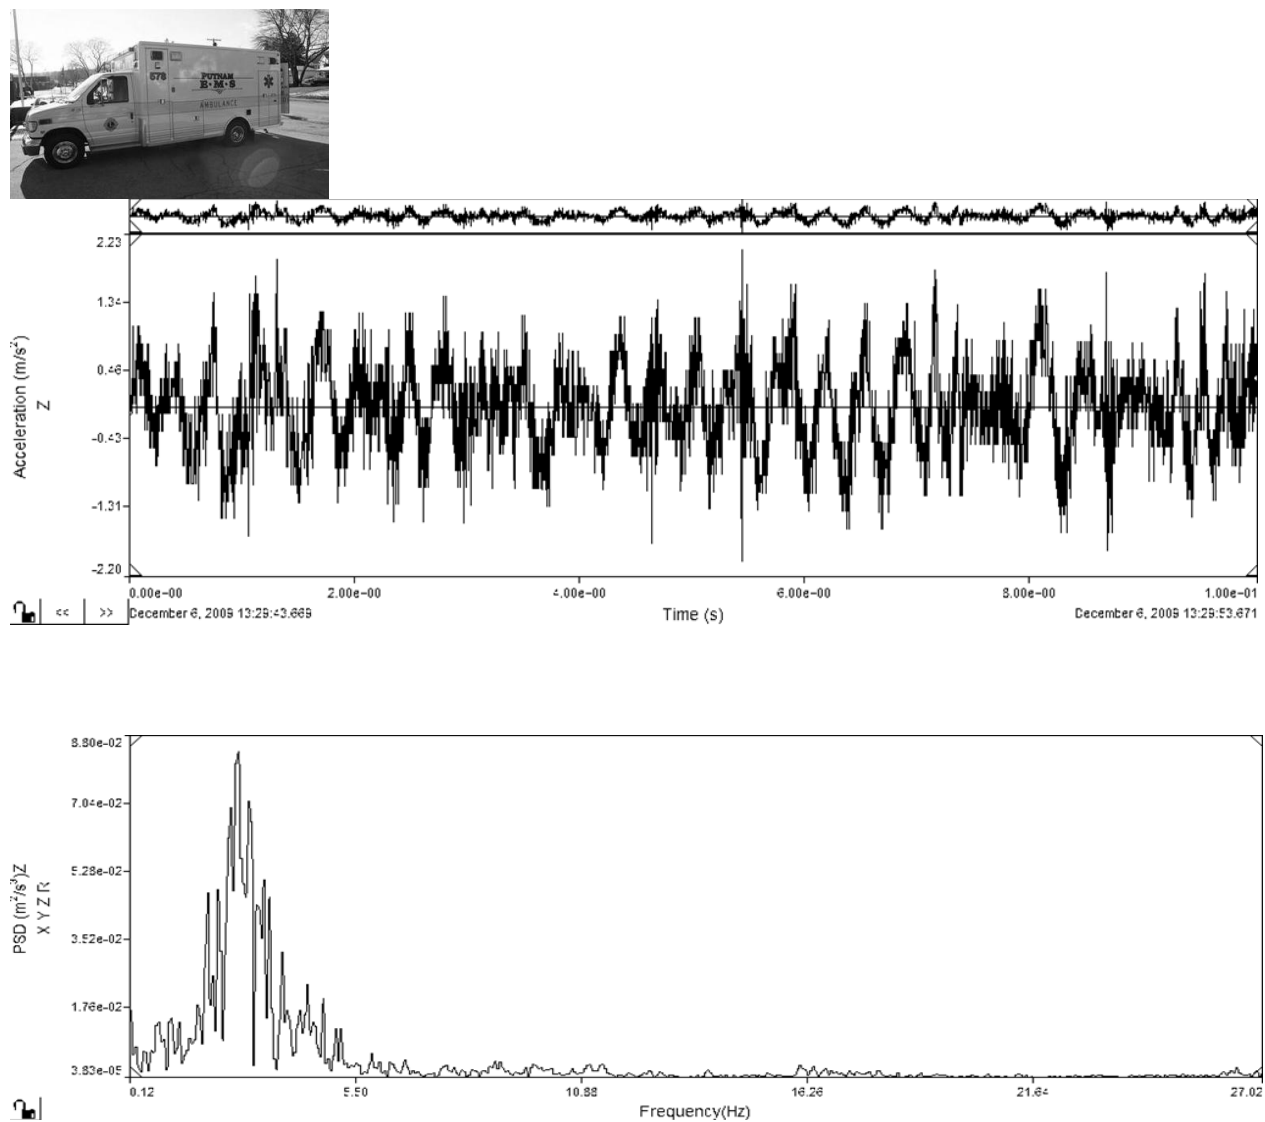 578
PUTNAM
E·M·S
AMBULANCE
2.23
1.34
0.46
-0.43
-1.31
-2.20
Acceleration (m/s²)
Z
0.00e-00 2.00e-00 4.00e-00 6.00e-00 8.00e-00 1.00e-01
<< >> December 6, 2009 13:29:43.669 Time (s) December 6, 2009 13:29:53.671
8.80e-02
7.04e-02
5.28e-02
3.52e-02
1.76e-02
3.83e-05
PSD (m²/s³)Z
X Y Z R
0.12 5.50 10.88 16.26 21.64 27.02
Frequency(Hz)